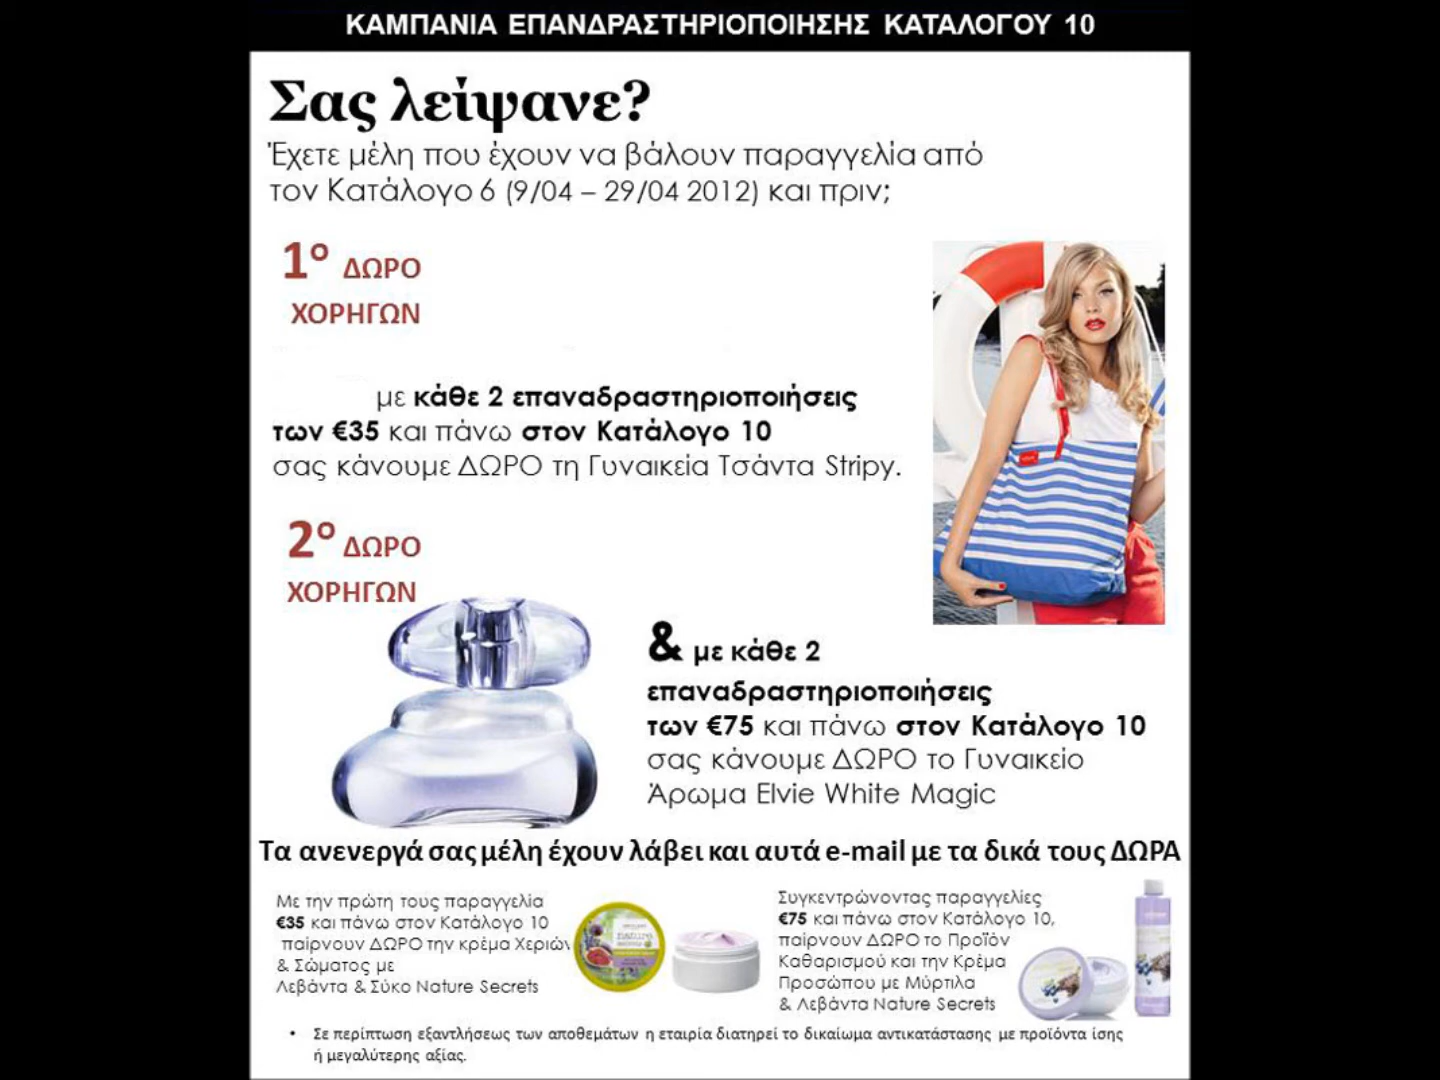 ΚΑΜΠΑΝΙΑ ΕΠΑΝΔΡΑΣΤΗΡΙΟΠΟΙΗΣΗΣ ΚΑΤΑΛΟΓΟΥ 10
Σας λείψανε?
Έχετε μέλη που έχουν να βάλουν παραγγελία από
τον Κατάλογο 6 (9/04 – 29/04 2012) και πριν;
1º ΔΩΡΟ
ΧΟΡΗΓΩΝ
με κάθε 2 επαναδραστηριοποιήσεις
των €35 και πάνω στον Κατάλογο 10
σας κάνουμε ΔΩΡΟ τη Γυναικεία Τσάντα Stripy.
2º ΔΩΡΟ
ΧΟΡΗΓΩΝ
& με κάθε 2
επαναδραστηριοποιήσεις
των €75 και πάνω στον Κατάλογο 10
σας κάνουμε ΔΩΡΟ το Γυναικείο
Άρωμα Elvie White Magic
Τα ανενεργά σας μέλη έχουν λάβει και αυτά e-mail με τα δικά τους ΔΩΡΑ
Με την πρώτη τους παραγγελία
€35 και πάνω στον Κατάλογο 10
παίρνουν ΔΩΡΟ την κρέμα Χεριών
& Σώματος με
Λεβάντα & Σύκο Nature Secrets
nature
secrets
Συγκεντρώνοντας παραγγελίες
€75 και πάνω στον Κατάλογο 10,
παίρνουν ΔΩΡΟ το Προϊόν
Καθαρισμού και την Κρέμα
Προσώπου με Μύρτιλα
& Λεβάντα Nature Secrets
• Σε περίπτωση εξαντλήσεως των αποθεμάτων η εταιρία διατηρεί το δικαίωμα αντικατάστασης με προϊόντα ίσης
ή μεγαλύτερης αξίας.